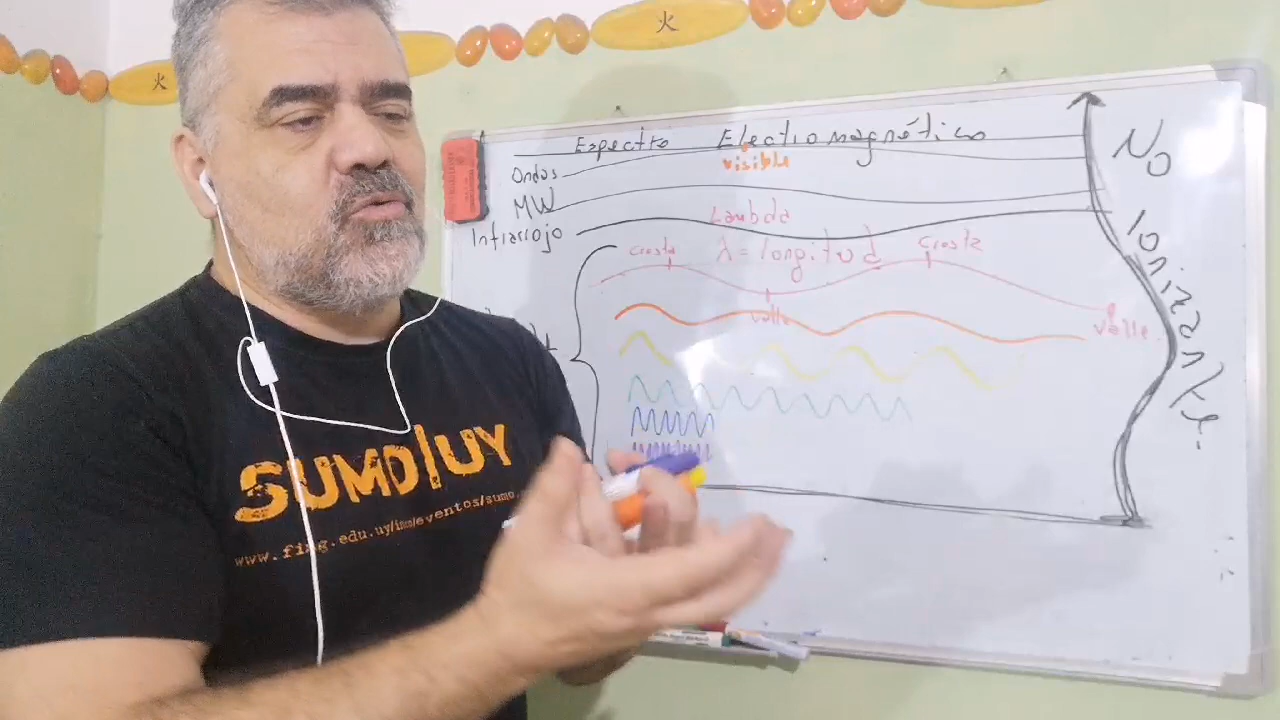 火
火
Espectro Electromagnético
visible
Ondas
MW
Infrarrojo
Lambda
λ = longitud
Cresta
Cresta
valle
valle
No Ionizante.
SUMO|UY
www.fing.edu.uy/inco/eventos/sumo.